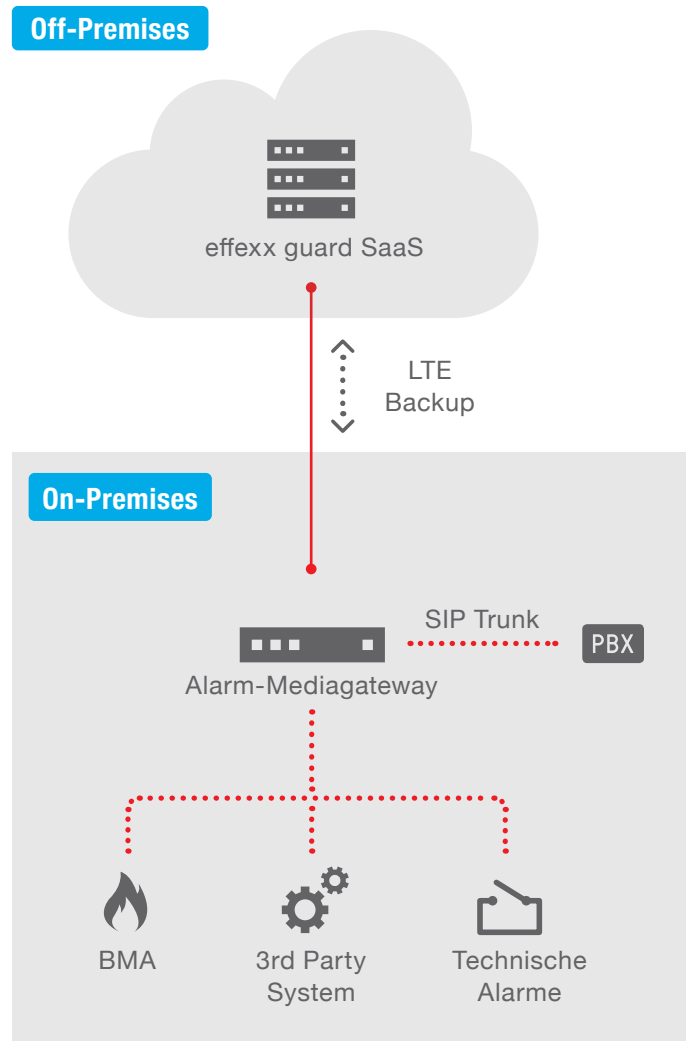 Off-Premises
effexx guard SaaS
LTE
Backup
On-Premises
SIP Trunk
PBX
Alarm-Mediagateway
BMA
3rd Party
System
Technische
Alarme